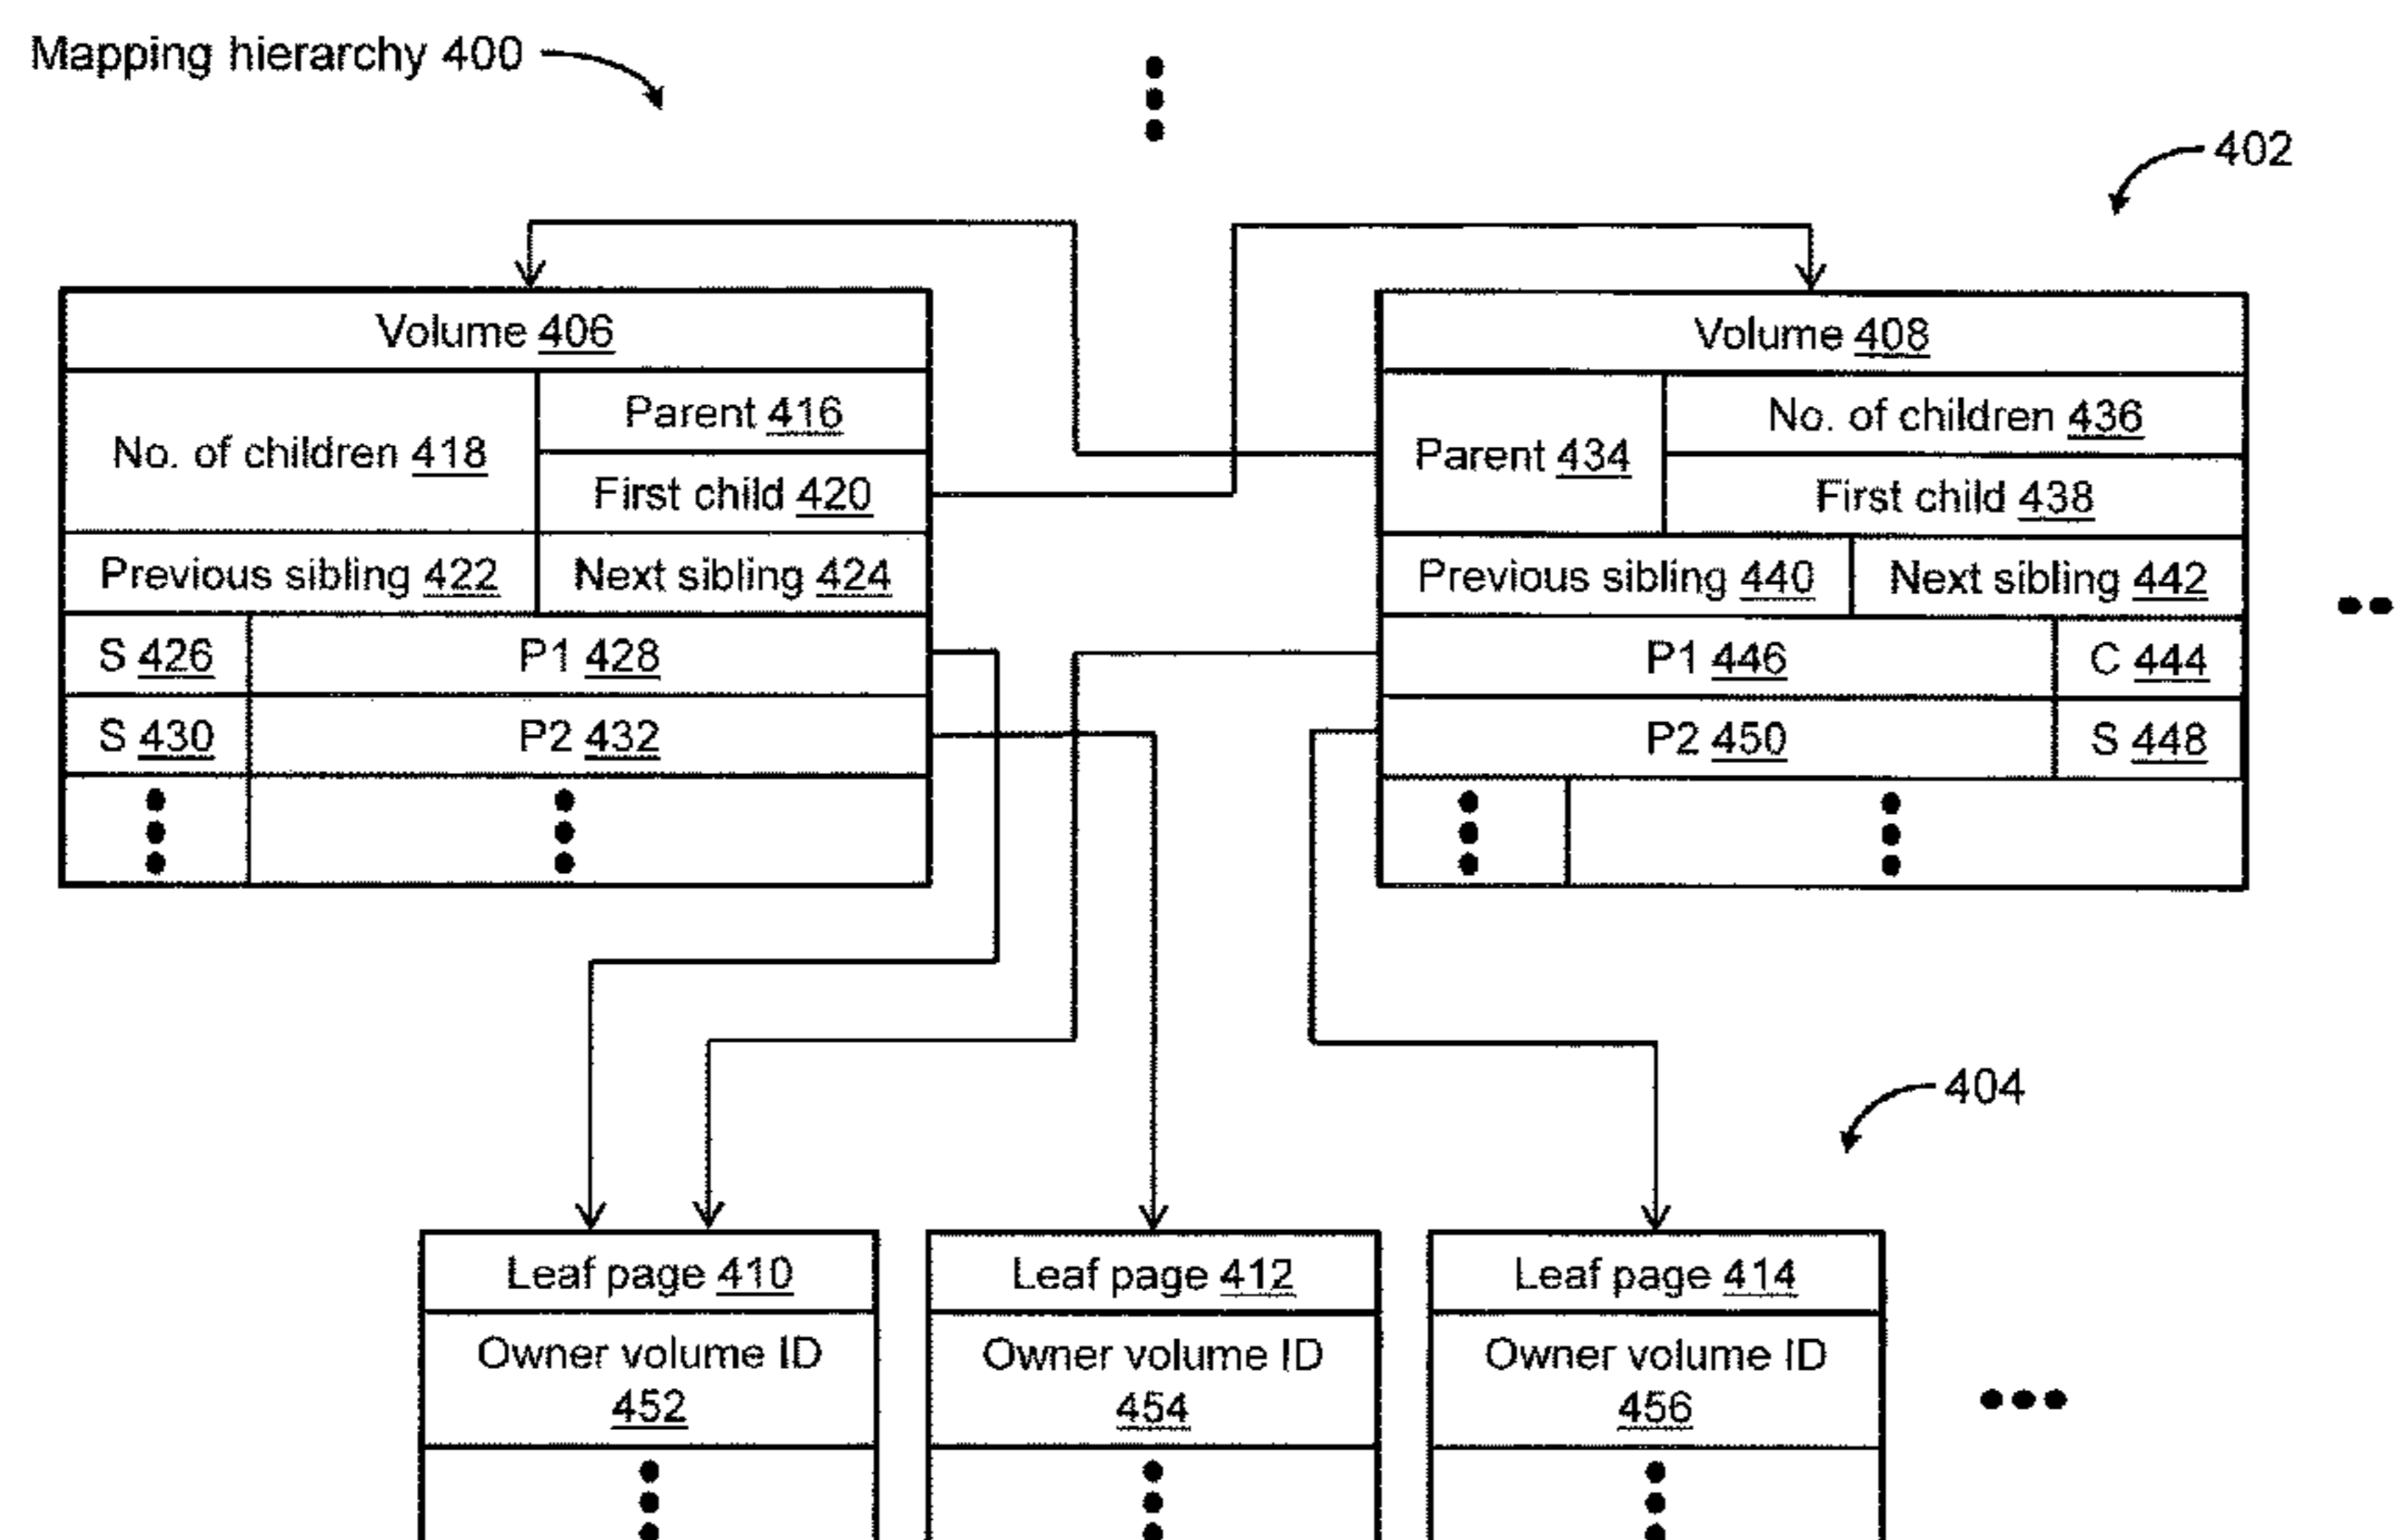 Mapping hierarchy 400
402
Volume 406
No. of children 418
Parent 416
First child 420
Previous sibling 422
Next sibling 424
S 426
P1 428
S 430
P2 432
Volume 408
Parent 434
No. of children 436
First child 438
Previous sibling 440
Next sibling 442
P1 446
C 444
P2 450
S 448
404
Leaf page 410
Owner volume ID
452
Leaf page 412
Owner volume ID
454
Leaf page 414
Owner volume ID
456